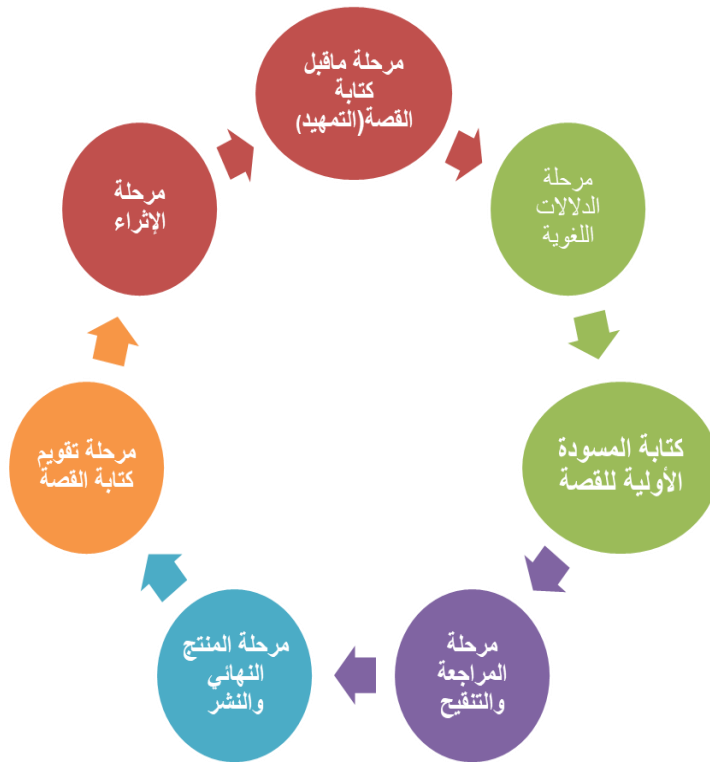 مرحلة ماقبل
كتابة
القصة(التمهيد)
مرحلة
الدلالات
اللغوية
كتابة المسودة
الأولية للقصة
مرحلة
المراجعة
والتنقيح
مرحلة المنتج
النهائي
والنشر
مرحلة تقويم
كتابة القصة
مرحلة
الإثراء